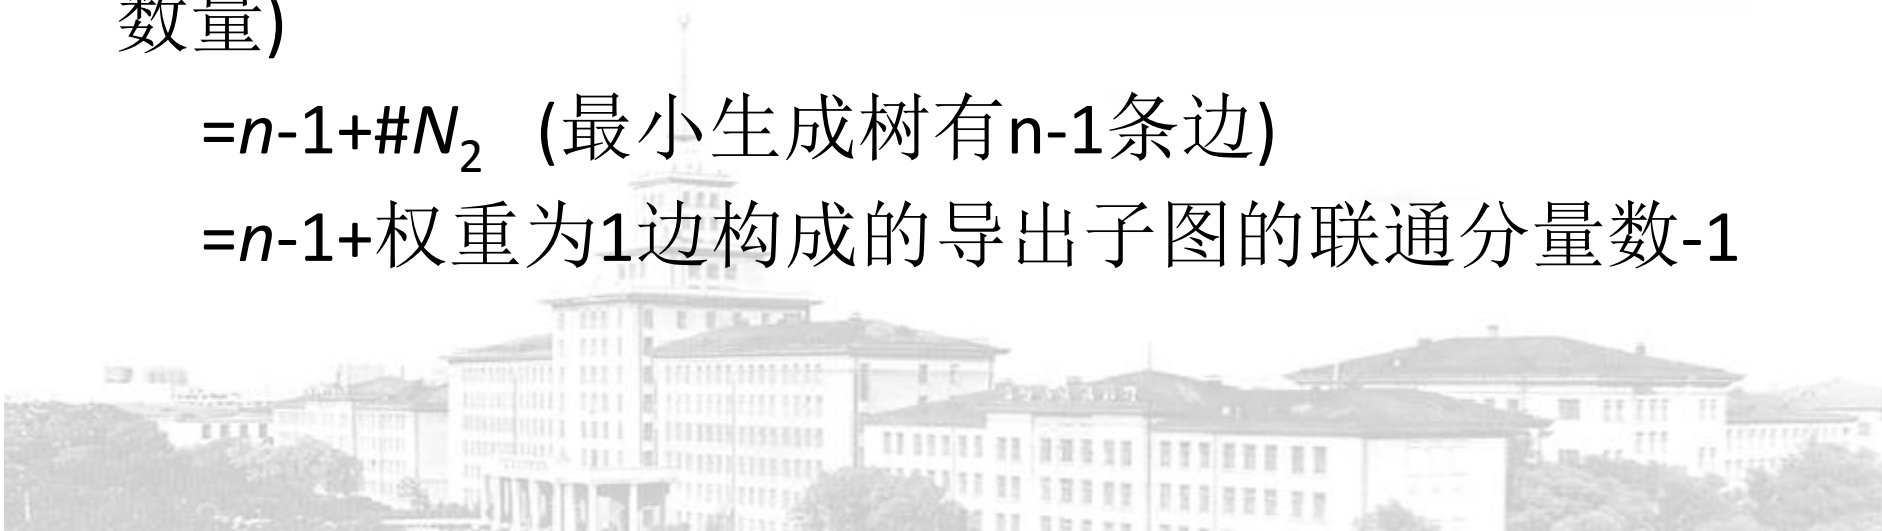 数量)
=n-1+#N₂ (最小生成树有n-1条边)
=n-1+权重为1边构成的导出子图的联通分量数-1